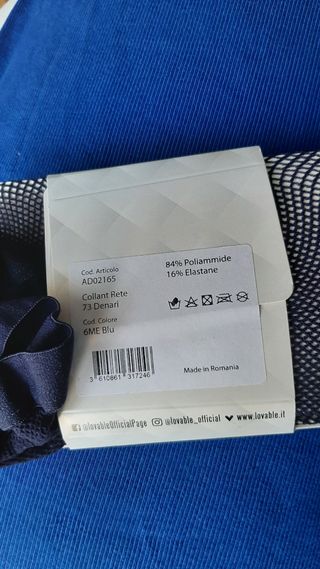 Cod. Articolo
AD02165
Collant Rete
73 Denari
Cod. Colore
6ME Blu
84% Poliammide
16% Elastane
3 610861 317246
Made in Romania
@lovableOfficialPage @lovable_official www.lovable.it